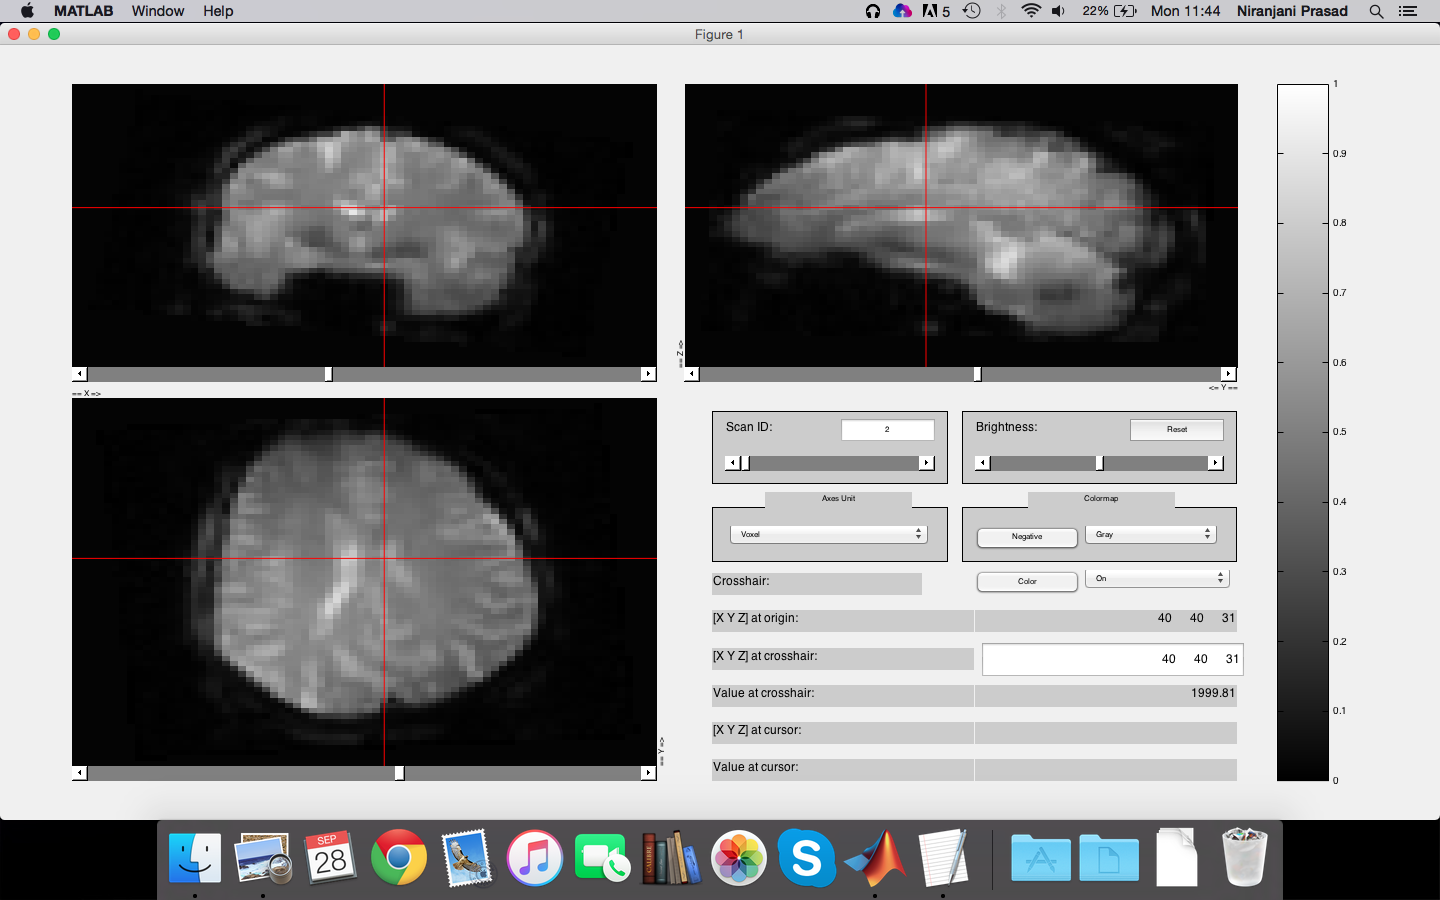 MATLAB Window Help 5 22% Mon 11:44 Niranjani Prasad
Figure 1
1
0.9
0.8
0.7
0.6
0.5
0.4
0.3
0.2
0.1
0
== Z =>
== X =>
<= Y ==
== Y =>
Scan ID: 2
Brightness: Reset
Axes Unit
Voxel
Colormap
Negative Gray
Crosshair: Color On
[X Y Z] at origin: 40 40 31
[X Y Z] at crosshair: 40 40 31
Value at crosshair: 1999.81
[X Y Z] at cursor:
Value at cursor:
SEP
28
CALIBRE
S